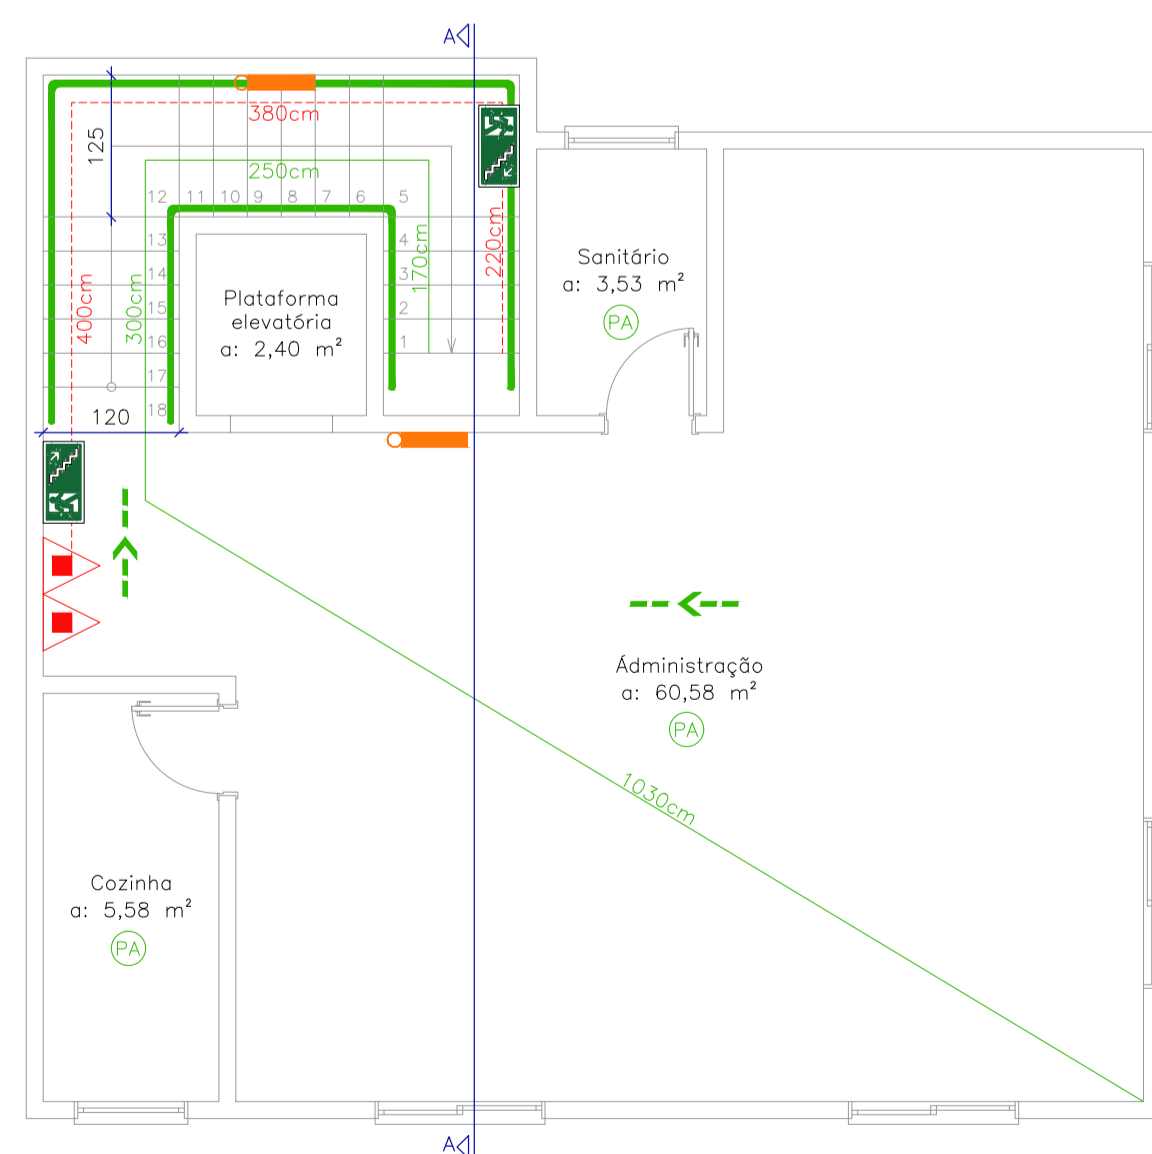 A
380cm
125
250cm
12 11 10 9 8 7 6 5
13
14
15
16
17
18
4
3
2
1
400cm
300cm
170cm
220cm
Plataforma
elevatória
a: 2,40 m²
Sanitário
a: 3,53 m²
PA
120
Ádministração
a: 60,58 m²
PA
1030cm
Cozinha
a: 5,58 m²
PA
A